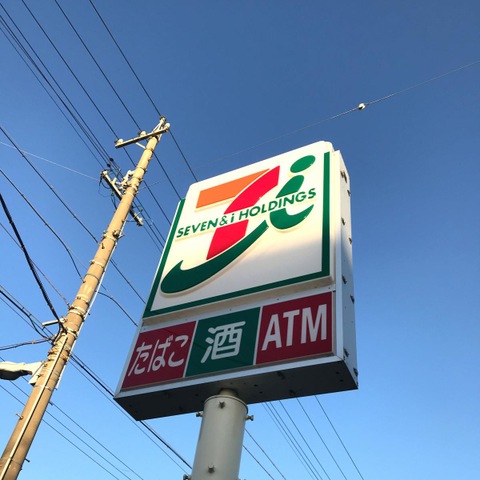 SEVEN&i HOLDINGS
たばこ 酒 ATM